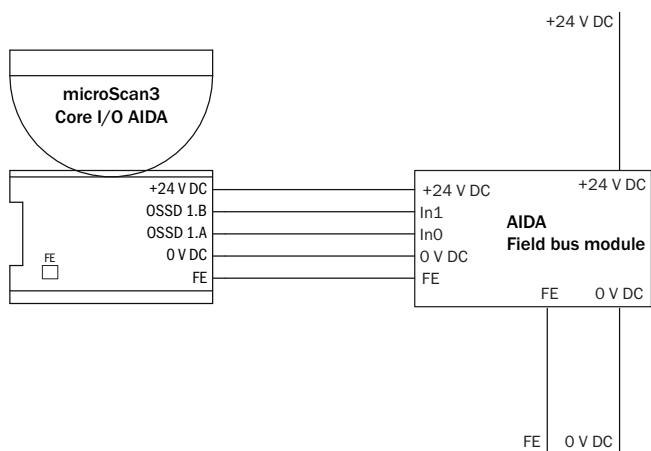 +24 V DC
microScan3
Core I/O AIDA
+24 V DC
OSSD 1.B
OSSD 1.A
0 V DC
FE
FE
+24 V DC
In1
In0
0 V DC
FE
+24 V DC
AIDA
Field bus module
FE
0 V DC
FE
0 V DC